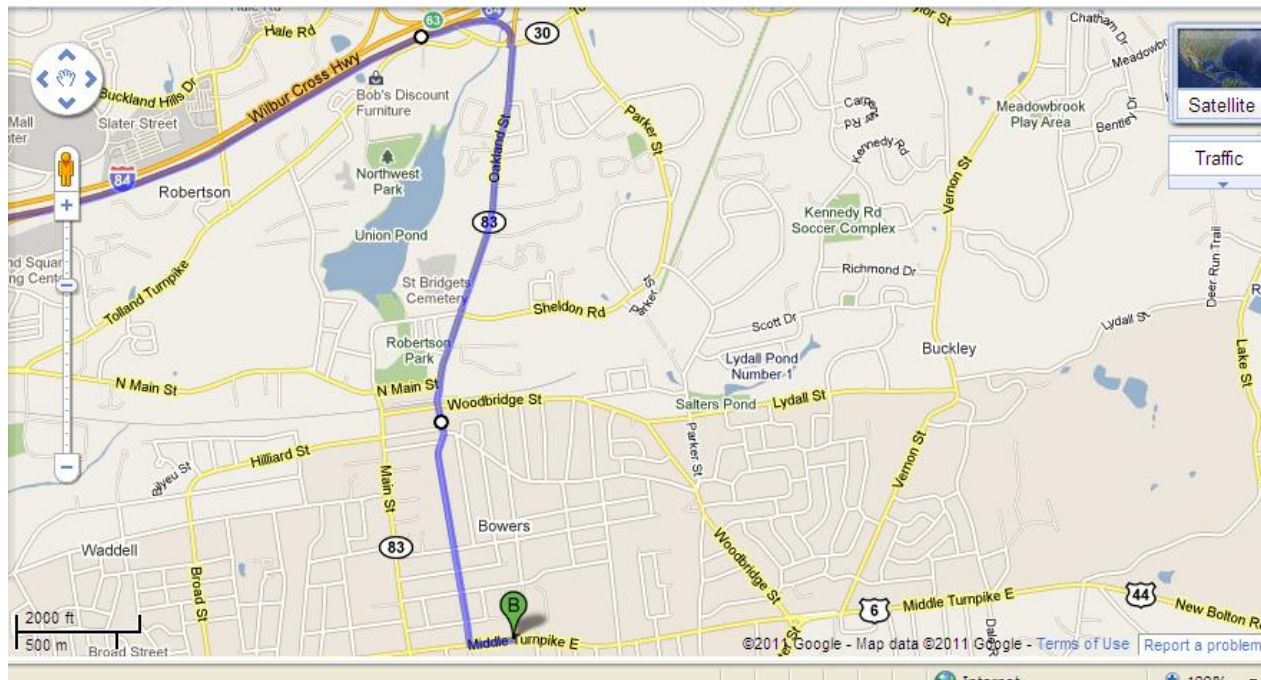 Hale Rd
Hale Rd
63
84
30
Buckland Hills Dr
Wilbur Cross Hwy
Bob's Discount
Furniture
Slater Street
Mall
84
Robertson
Northwest
Park
Oakland St
Parker St
Union Pond
83
St Bridgets
Cemetery
Tolland Turnpike
Sheldon Rd
Parker St
Robertson
Park
N Main St
N Main St
Woodbridge St
Hilliard St
Main St
Bowers
Waddell
83
Broad St
B
Middle Turnpike E
2000 ft
500 m
Broad Street
Chatham Dr
Meadowbrook
Play Area
Bentley Dr
Kennedy Rd
Vernon St
Kennedy Rd
Soccer Complex
Richmond Dr
Deer Run Trail
Scott Dr
Lydall St
Buckley
Lydall Pond
Number 1
Lake St
Salters Pond
Lydall St
Parker St
Vernon St
Woodbridge St
6
Middle Turnpike E
44
New Bolton Rd
Satellite
Traffic
©2011 Google - Map data ©2011 Google - Terms of Use
Report a problem
Internet
100%